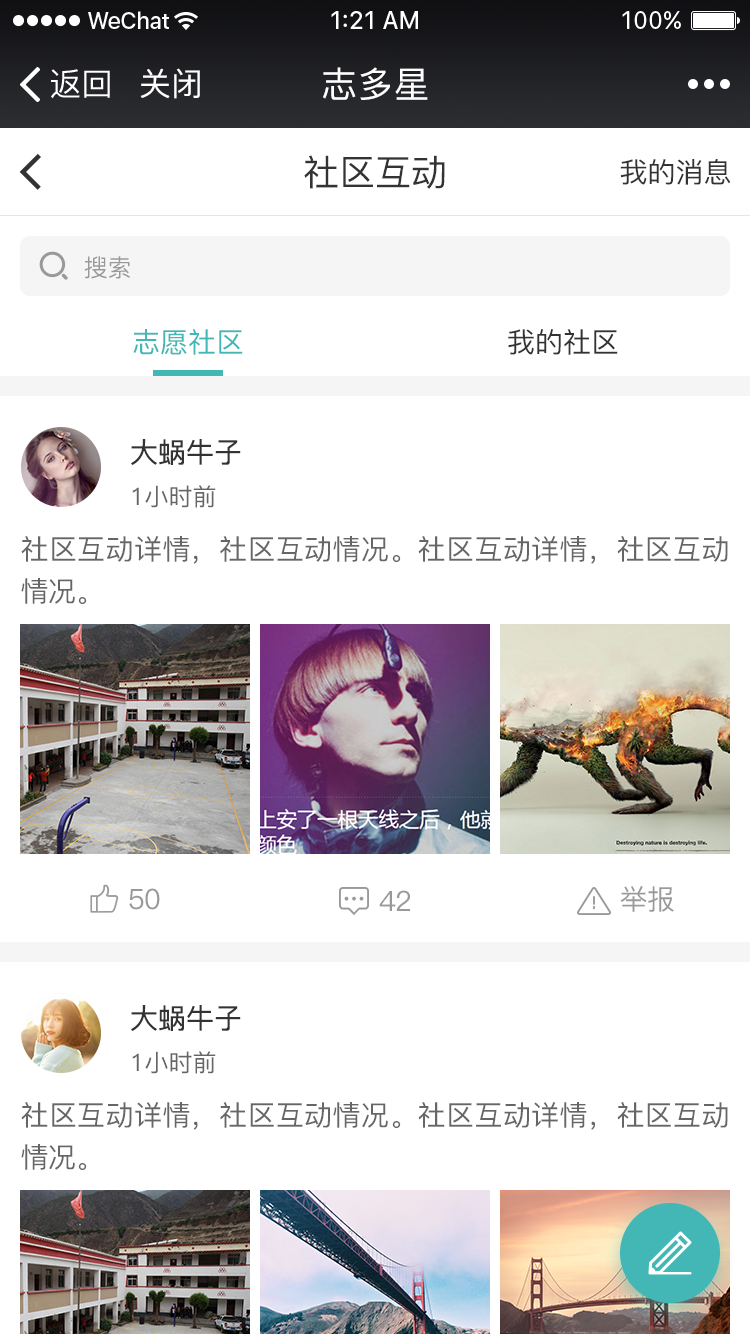 WeChat 1:21 AM 100%
返回 关闭 志多星
社区互动 我的消息
搜索
志愿社区 我的社区
大蜗牛子
1小时前
社区互动详情，社区互动情况。社区互动详情，社区互动
情况。
上安了一根天线之后，他就
颜色
Destroying nature is destroying life.
50 42 举报
大蜗牛子
1小时前
社区互动详情，社区互动情况。社区互动详情，社区互动
情况。